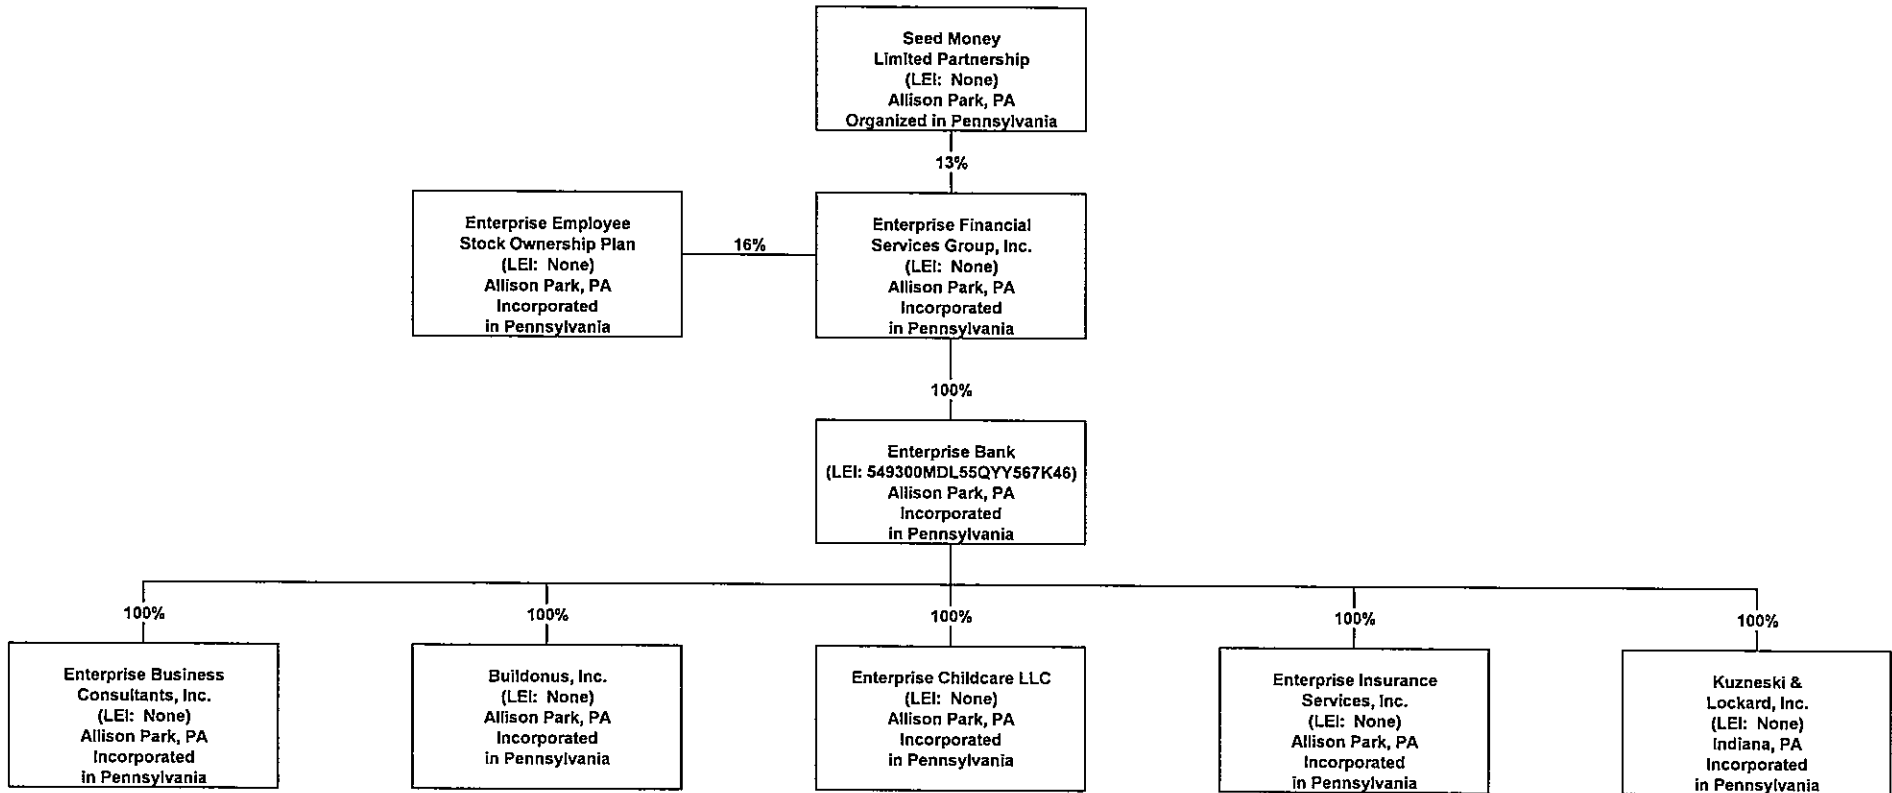 Seed Money
Limited Partnership
(LEI: None)
Allison Park, PA
Organized in Pennsylvania
13%
Enterprise Employee
Stock Ownership Plan
(LEI: None)
Allison Park, PA
Incorporated
in Pennsylvania
16%
Enterprise Financial
Services Group, Inc.
(LEI: None)
Allison Park, PA
Incorporated
in Pennsylvania
100%
Enterprise Bank
(LEI: 549300MDL55QYY567K46)
Allison Park, PA
Incorporated
in Pennsylvania
100%
100%
100%
100%
100%
Enterprise Business
Consultants, Inc.
(LEI: None)
Allison Park, PA
Incorporated
in Pennsylvania
Buildonus, Inc.
(LEI: None)
Allison Park, PA
Incorporated
in Pennsylvania
Enterprise Childcare LLC
(LEI: None)
Allison Park, PA
Incorporated
in Pennsylvania
Enterprise Insurance
Services, Inc.
(LEI: None)
Allison Park, PA
Incorporated
in Pennsylvania
Kuzneski &
Lockard, Inc.
(LEI: None)
Indiana, PA
Incorporated
in Pennsylvania